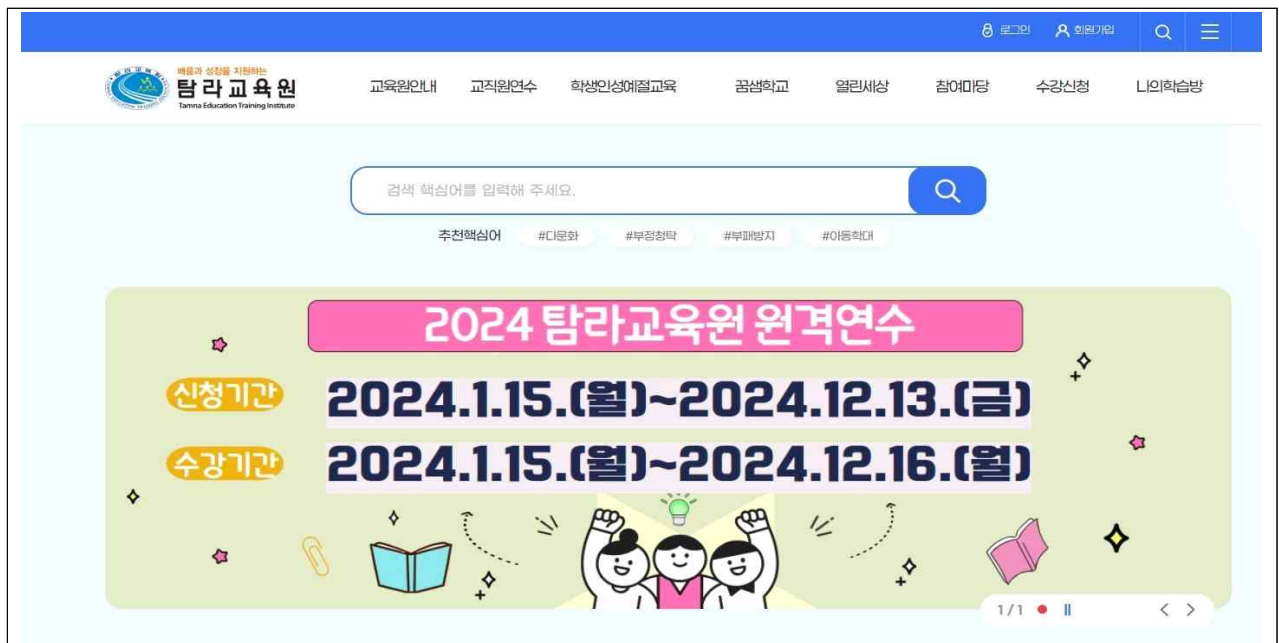 로그인 회원가입
배움과 성장을 지원하는
탐라교육원
Tamna Education Training Institute
교육원안내 교직원연수 학생인성예절교육 꿈샘학교 열린세상 참여마당 수강신청 나의학습방
검색 핵심어를 입력해 주세요.
추천핵심어 #다문화 #부정청탁 #부패방지 #아동학대
2024 탐라교육원 원격연수
신청기간 2024.1.15.(월)~2024.12.13.(금)
수강기간 2024.1.15.(월)~2024.12.16.(월)
1/1